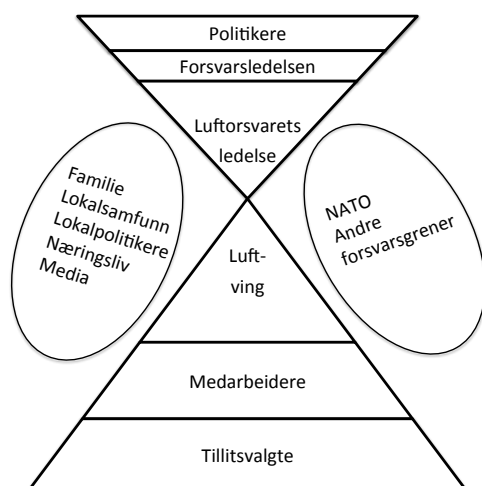 Politikere
Forsvarsledelsen
Luftorsvarets
ledelse
Familie
Lokalsamfunn
Lokalpolitikere
Næringsliv
Media
NATO
Andre
forsvarsgrener
Luft-
ving
Medarbeidere
Tillitsvalgte